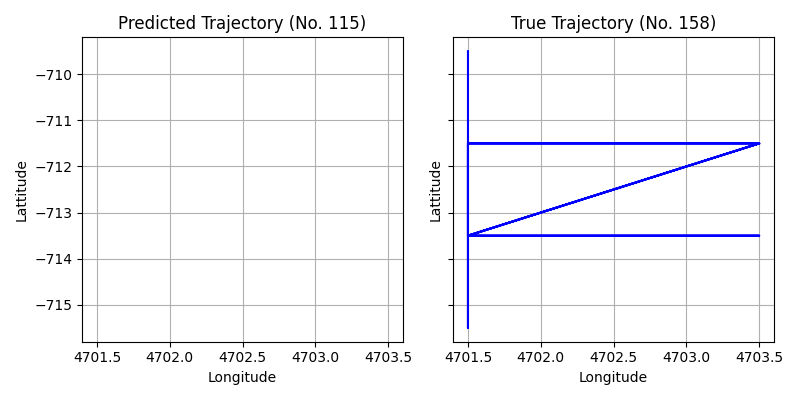 Predicted Trajectory (No. 115)
True Trajectory (No. 158)
−710
−711
−712
−713
−714
−715
Lattitude
Lattitude
4701.5 4702.0 4702.5 4703.0 4703.5
4701.5 4702.0 4702.5 4703.0 4703.5
Longitude
Longitude